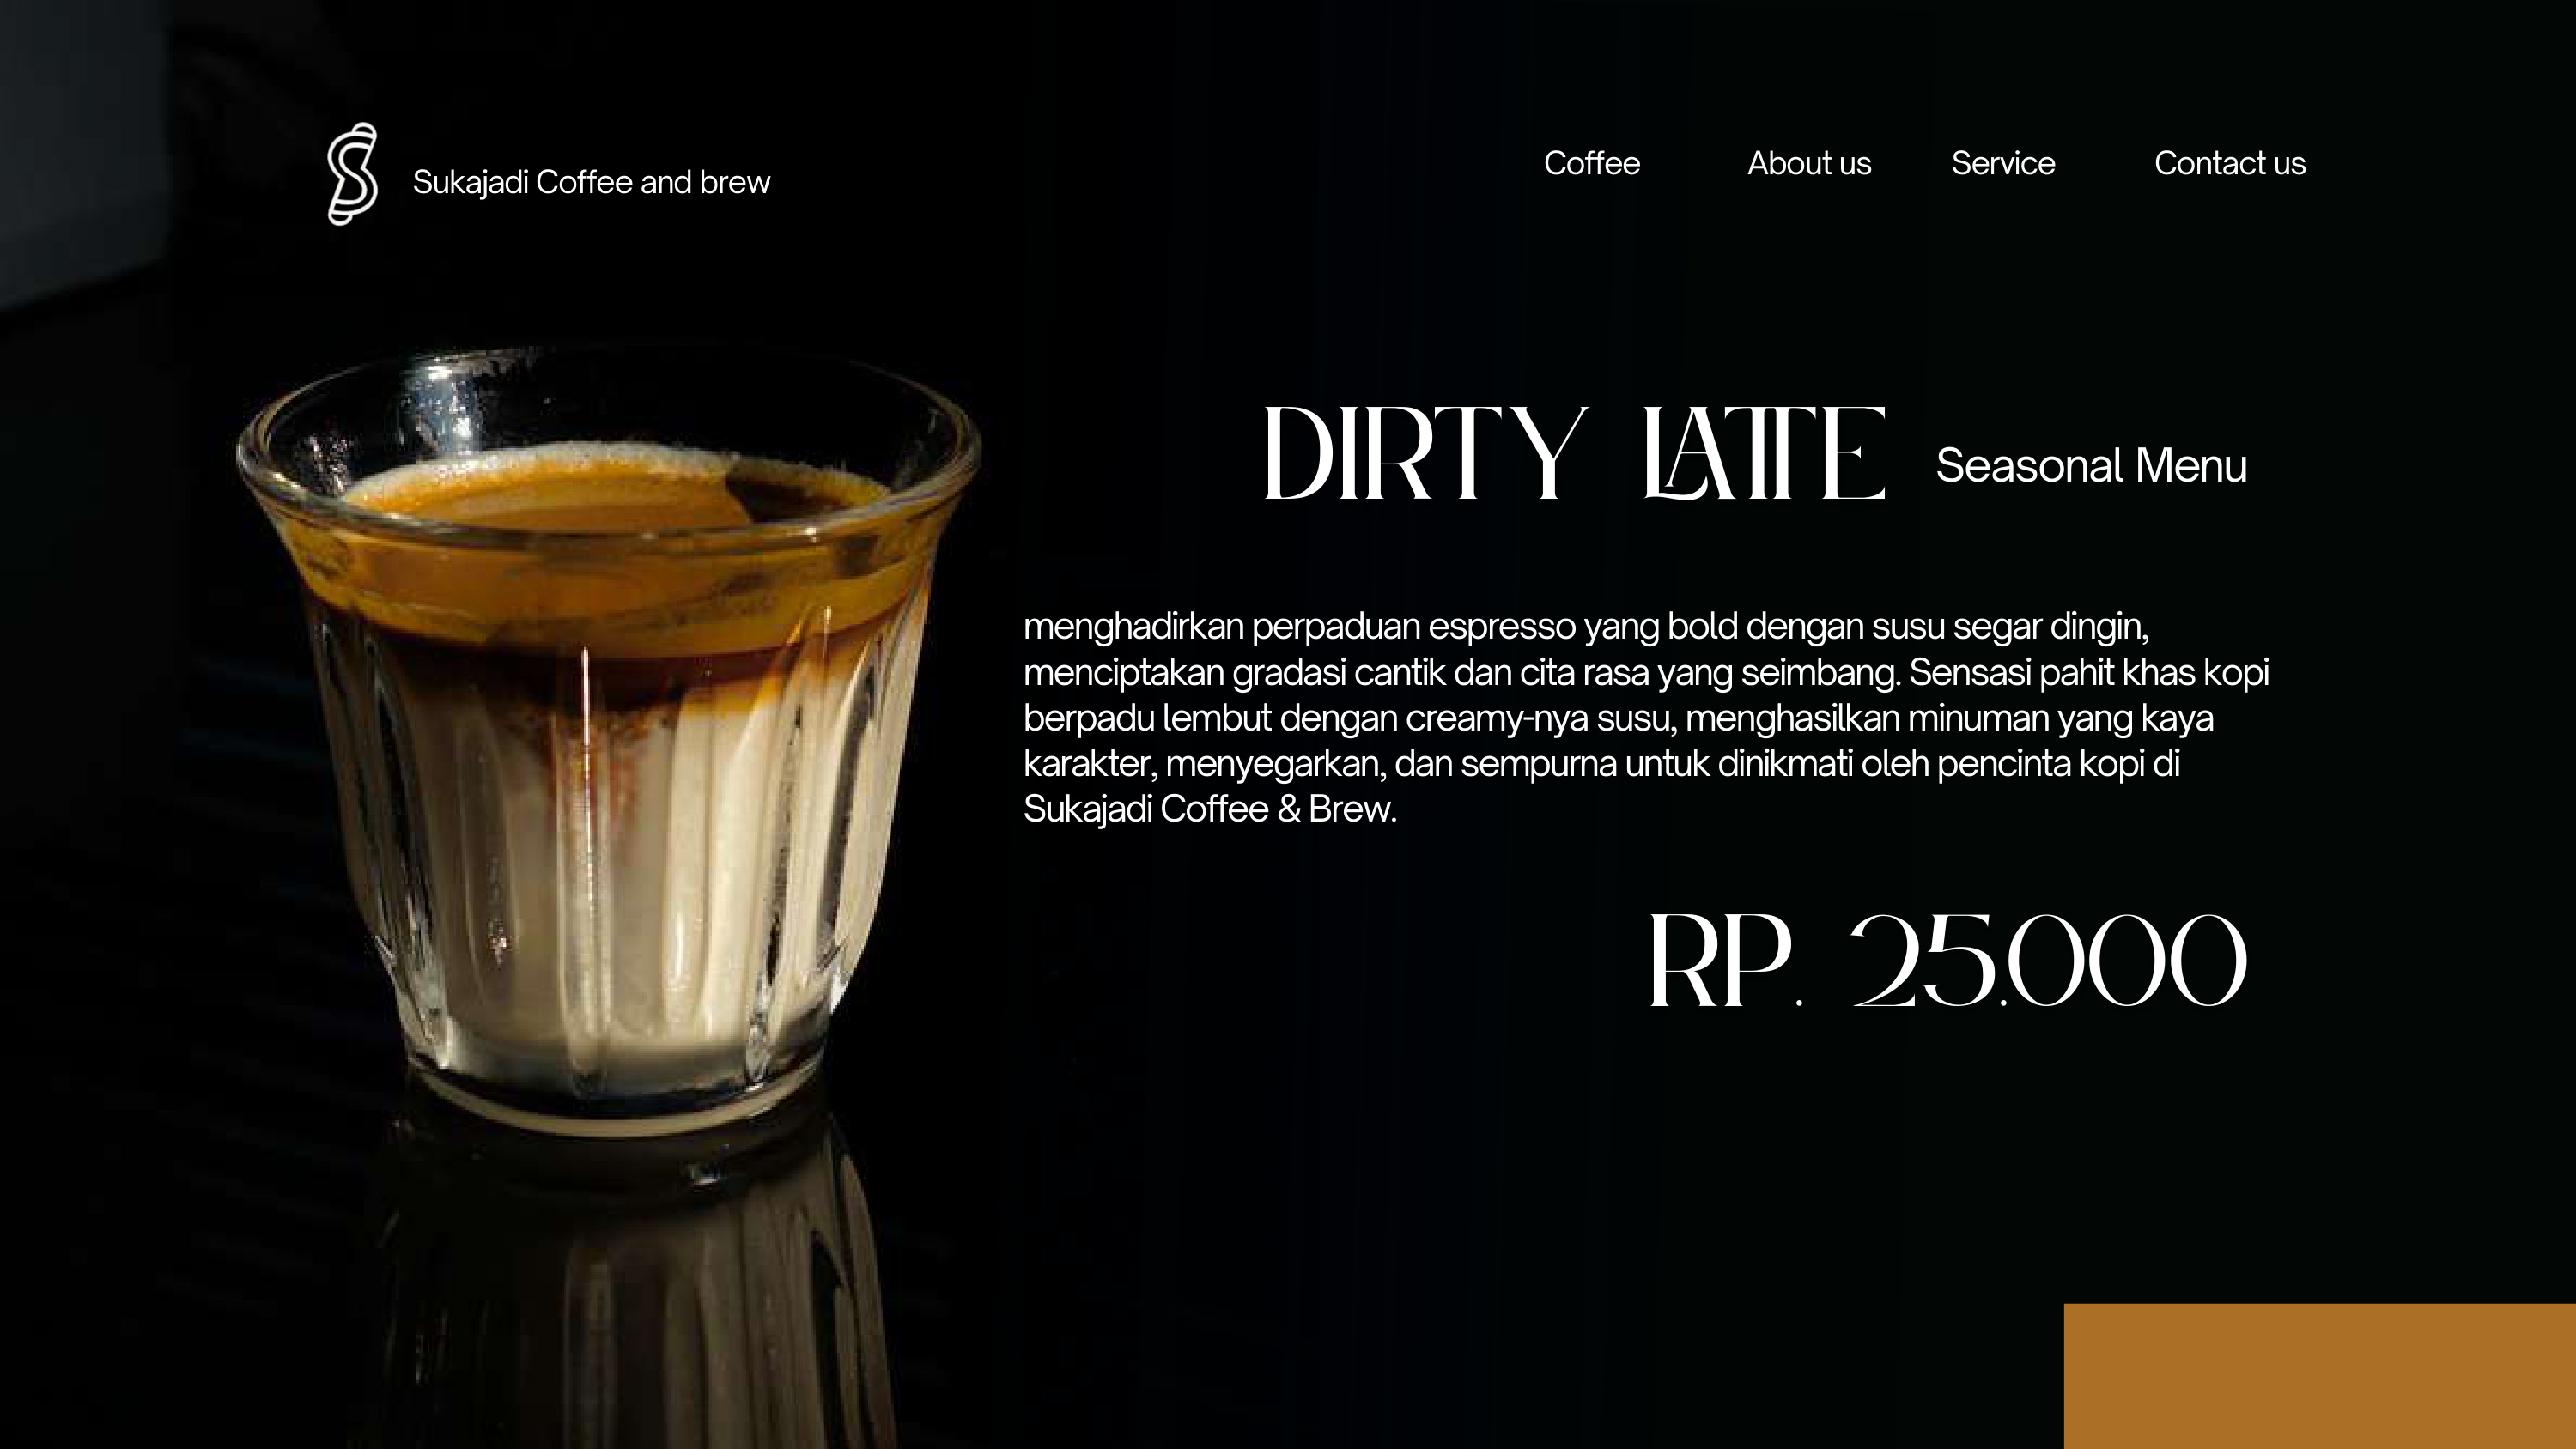 Sukajadi Coffee and brew
Coffee About us Service Contact us
DIRTY LATTE Seasonal Menu
menghadirkan perpaduan espresso yang bold dengan susu segar dingin,
menciptakan gradasi cantik dan cita rasa yang seimbang. Sensasi pahit khas kopi
berpadu lembut dengan creamy-nya susu, menghasilkan minuman yang kaya
karakter, menyegarkan, dan sempurna untuk dinikmati oleh pencinta kopi di
Sukajadi Coffee & Brew.
RP. 25.000